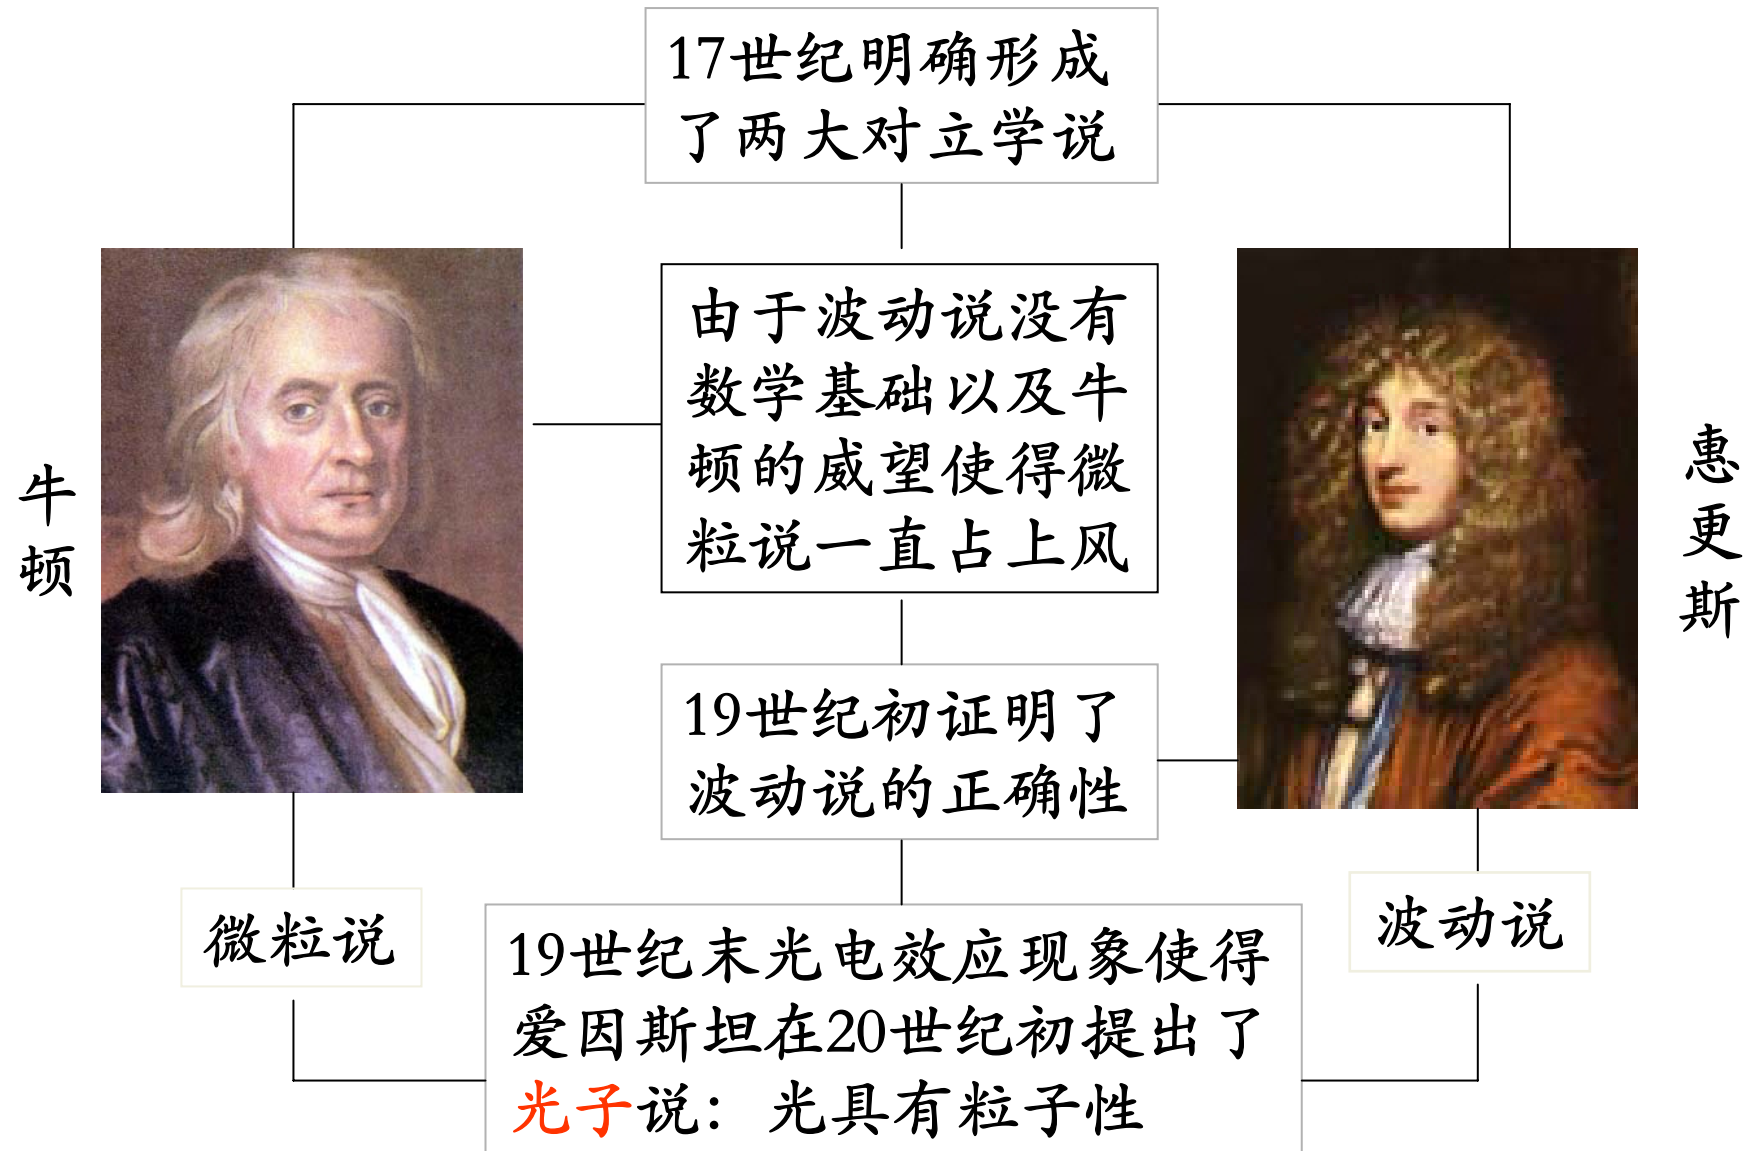 17世纪明确形成
了两大对立学说
牛
顿
由于波动说没有
数学基础以及牛
顿的威望使得微
粒说一直占上风
惠
更
斯
19世纪初证明了
波动说的正确性
微粒说
波动说
19世纪末光电效应现象使得
爱因斯坦在20世纪初提出了
光子说：光具有粒子性